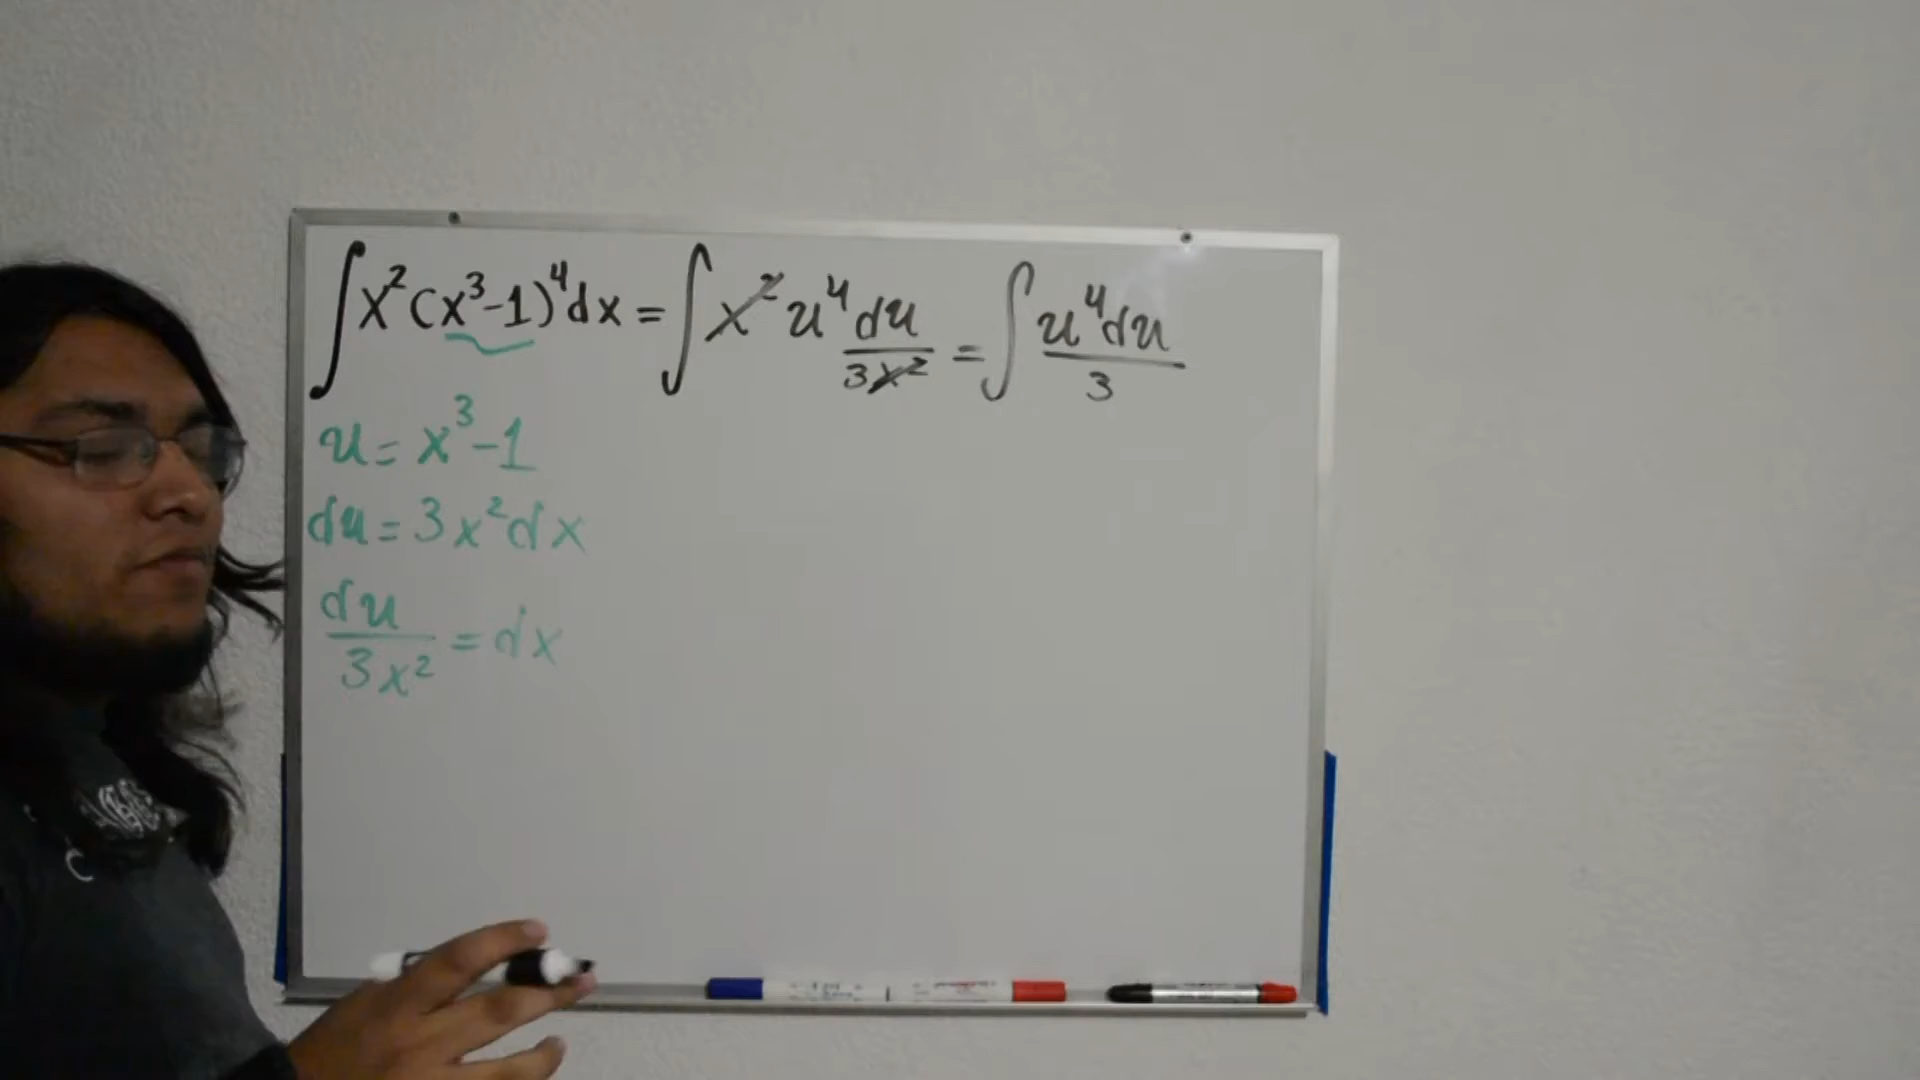 ∫x²(x³-1)⁴dx = ∫x²u⁴ du/3x² = ∫u⁴du/3
u = x³-1
du = 3x²dx
du/3x² = dx